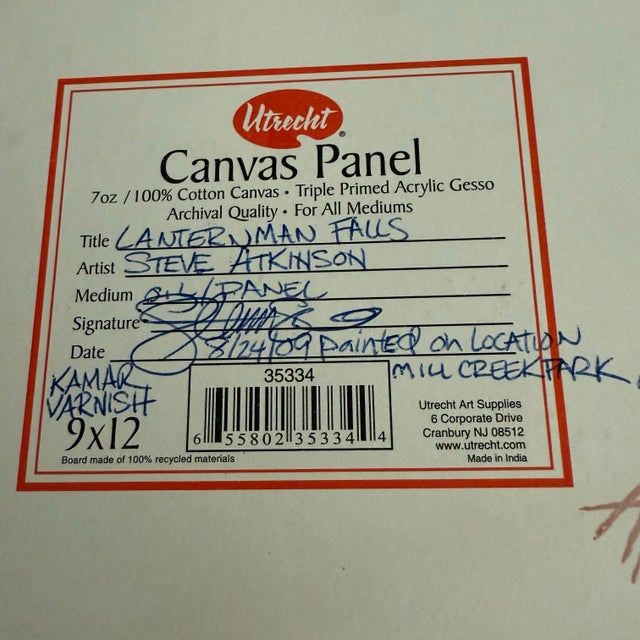 Utrecht®
Canvas Panel
7oz / 100% Cotton Canvas • Triple Primed Acrylic Gesso
Archival Quality • For All Mediums
Title LANTERNMAN FALLS
Artist STEVE ATKINSON
Medium OIL/PANEL
Signature
Date 8/24/09 PAINTED ON LOCATION
MILL CREEK PARK
KAMAR
VARNISH
9x12
35334
6 55802 35334 4
Board made of 100% recycled materials
Utrecht Art Supplies
6 Corporate Drive
Cranbury NJ 08512
www.utrecht.com
Made in India